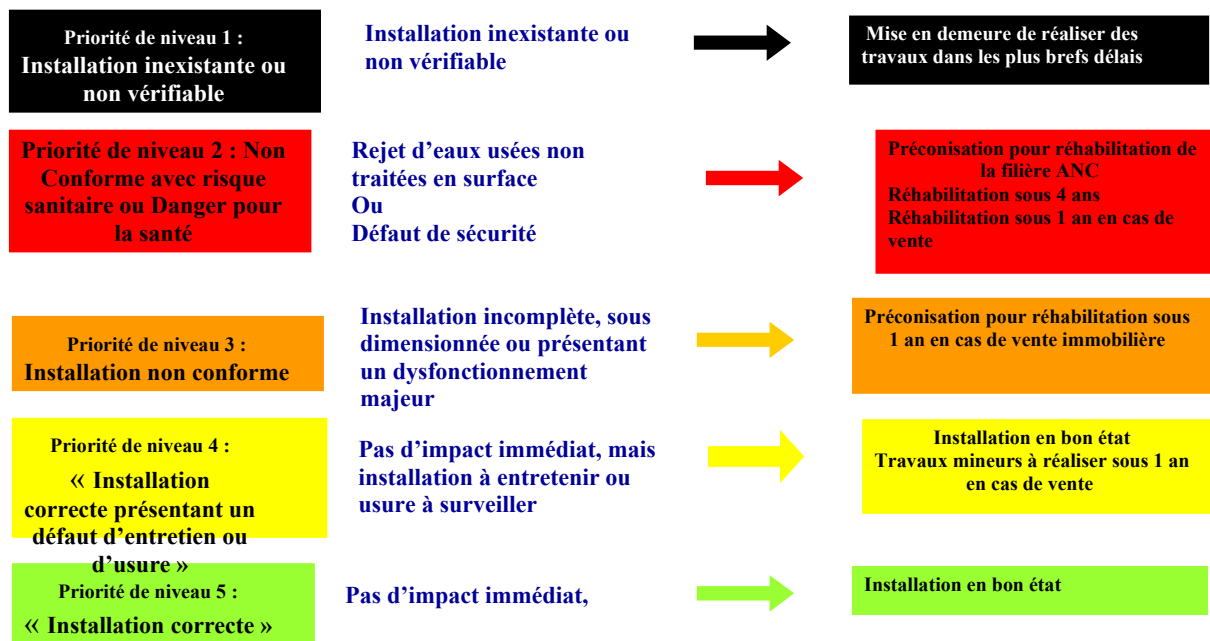 Priorité de niveau 1 :
Installation inexistante ou
non vérifiable
Installation inexistante ou
non vérifiable
Mise en demeure de réaliser des
travaux dans les plus brefs délais
Priorité de niveau 2 : Non
Conforme avec risque
sanitaire ou Danger pour
la santé
Rejet d’eaux usées non
traitées en surface
Ou
Défaut de sécurité
Préconisation pour réhabilitation de
la filière ANC
Réhabilitation sous 4 ans
Réhabilitation sous 1 an en cas de
vente
Priorité de niveau 3 :
Installation non conforme
Installation incomplète, sous
dimensionnée ou présentant
un dysfonctionnement
majeur
Préconisation pour réhabilitation sous
1 an en cas de vente immobilière
Priorité de niveau 4 :
« Installation
correcte présentant un
défaut d’entretien ou
d’usure »
Pas d’impact immédiat, mais
installation à entretenir ou
usure à surveiller
Installation en bon état
Travaux mineurs à réaliser sous 1 an
en cas de vente
Priorité de niveau 5 :
« Installation correcte »
Pas d’impact immédiat,
Installation en bon état